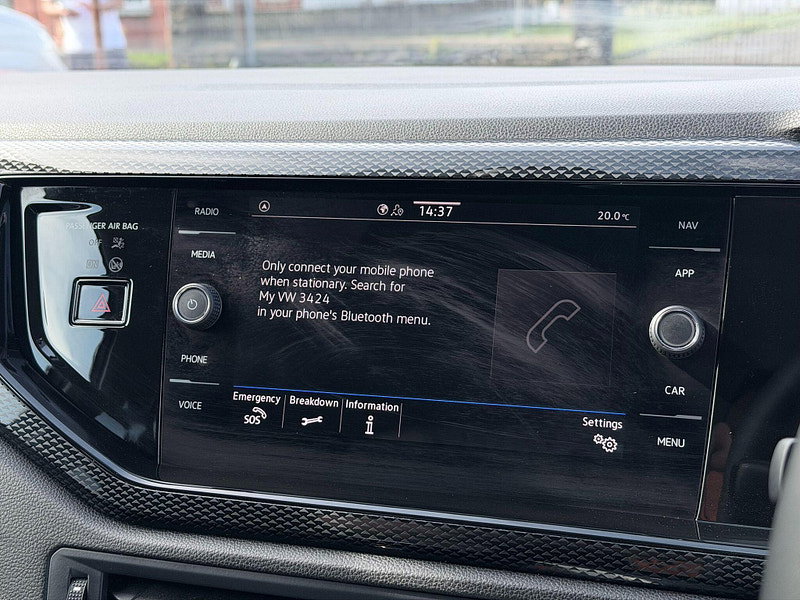 PASSENGER AIR BAG
OFF
ON
RADIO
MEDIA
PHONE
VOICE
14:37
20.0°C
Only connect your mobile phone
when stationary. Search for
My VW 3424
in your phone's Bluetooth menu.
Emergency
SOS
Breakdown
Information
Settings
NAV
APP
CAR
MENU